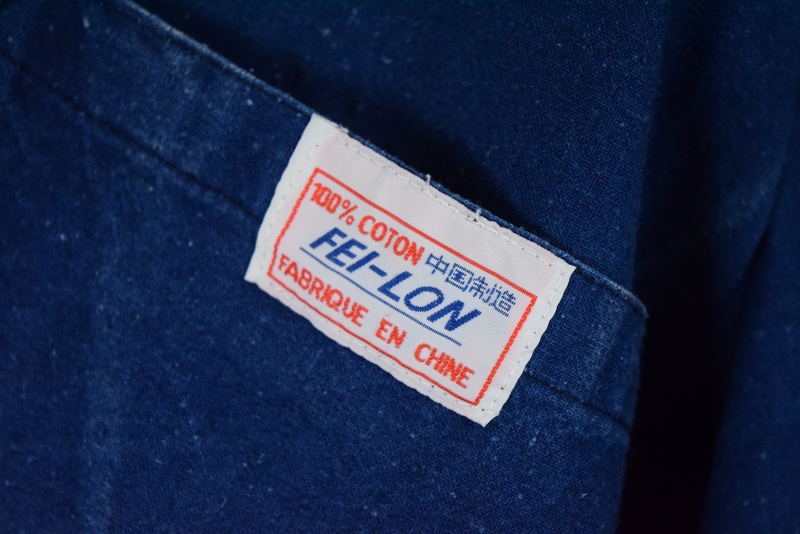 100% COTON 中国制造
FEI-LON
FABRIQUE EN CHINE